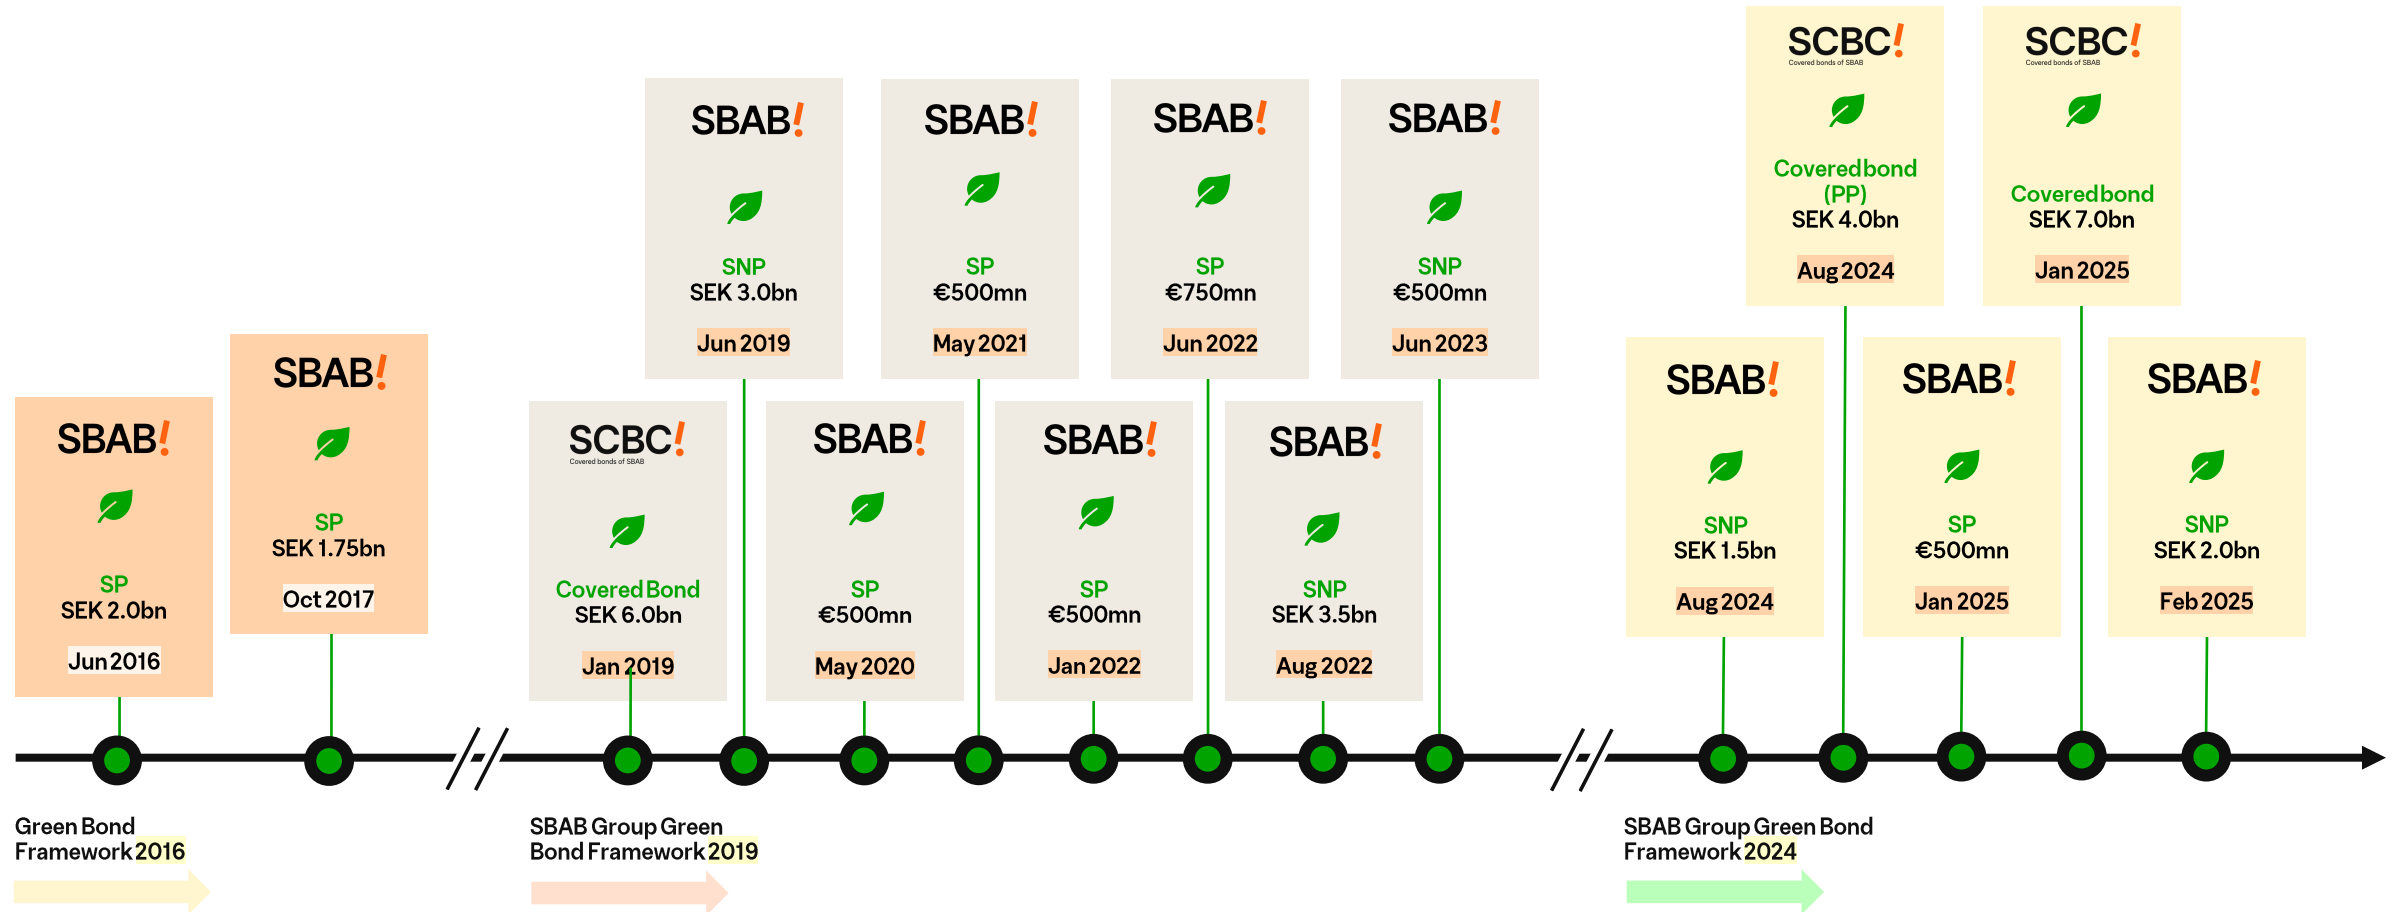 SBAB!
SP
SEK 2.0bn
Jun 2016
SBAB!
SP
SEK 1.75bn
Oct 2017
SCBC!
Covered bonds of SBAB
Covered Bond
SEK 6.0bn
Jan 2019
SBAB!
SNP
SEK 3.0bn
Jun 2019
SBAB!
SP
€500mn
May 2020
SBAB!
SP
€500mn
May 2021
SBAB!
SP
€500mn
Jan 2022
SBAB!
SP
€750mn
Jun 2022
SBAB!
SNP
SEK 3.5bn
Aug 2022
SBAB!
SNP
€500mn
Jun 2023
SBAB!
SNP
SEK 1.5bn
Aug 2024
SCBC!
Covered bonds of SBAB
Covered bond
(PP)
SEK 4.0bn
Aug 2024
SBAB!
SP
€500mn
Jan 2025
SCBC!
Covered bonds of SBAB
Covered bond
SEK 7.0bn
Jan 2025
SBAB!
SNP
SEK 2.0bn
Feb 2025
Green Bond
Framework 2016
SBAB Group Green
Bond Framework 2019
SBAB Group Green Bond
Framework 2024